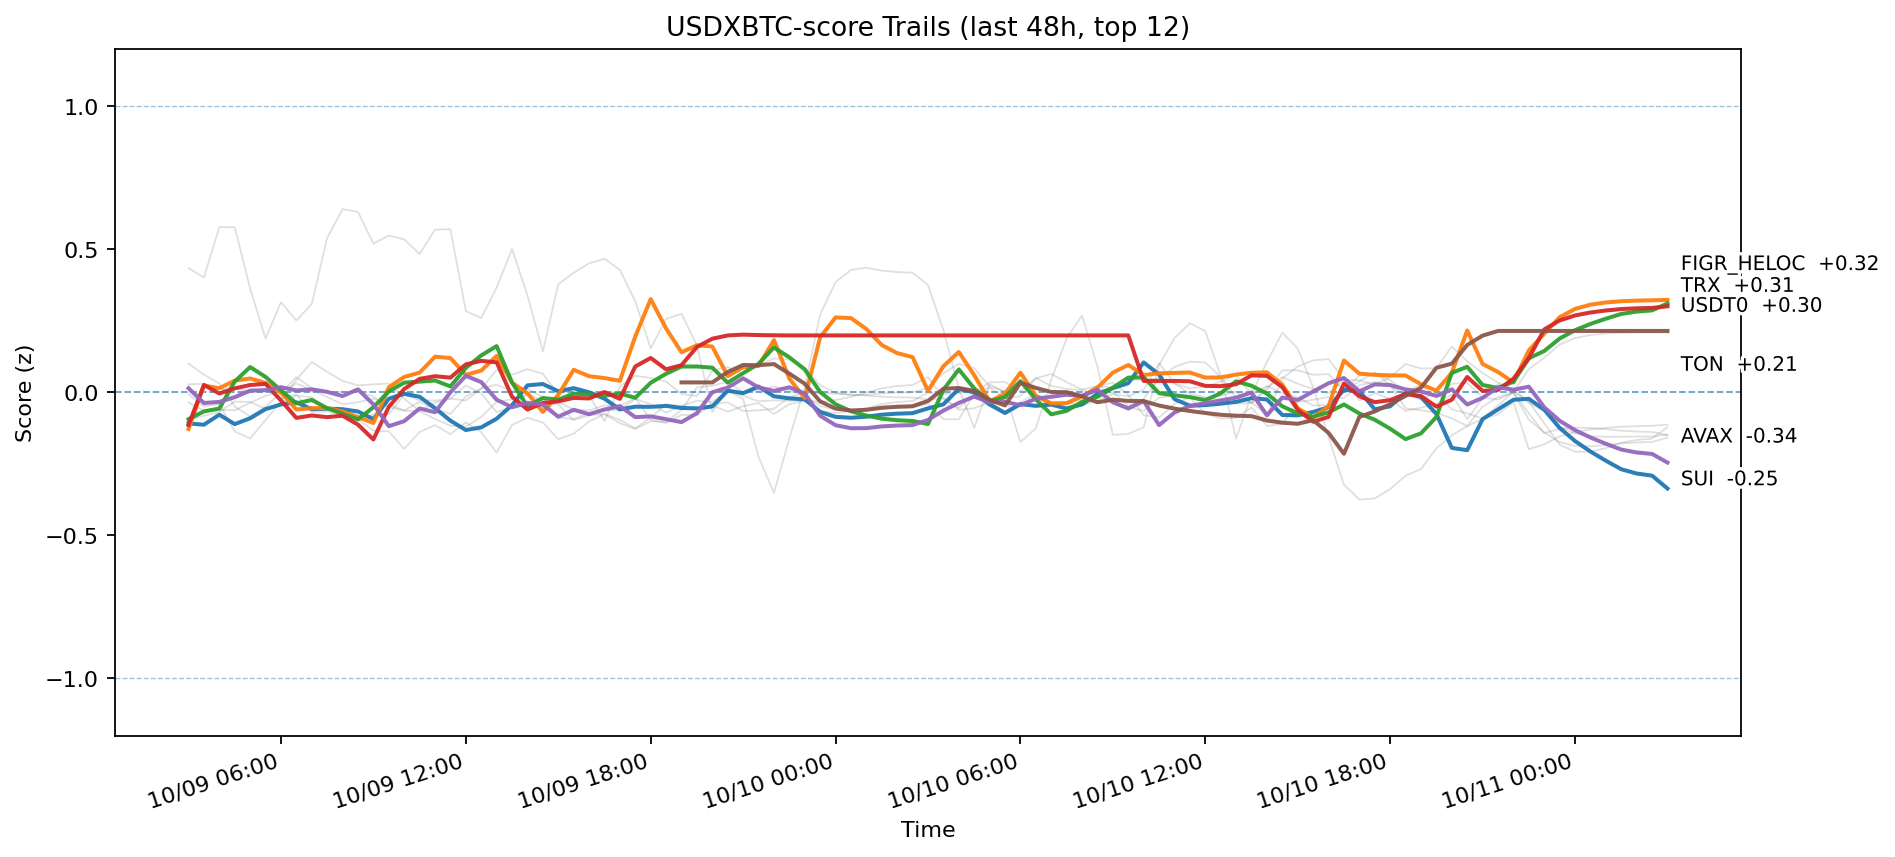 USDXBTC-score Trails (last 48h, top 12)
Score (z)
1.0
0.5
0.0
−0.5
−1.0
FIGR_HELOC +0.32
TRX +0.31
USDT0 +0.30
TON +0.21
AVAX -0.34
SUI -0.25
10/09 06:00
10/09 12:00
10/09 18:00
10/10 00:00
10/10 06:00
10/10 12:00
10/10 18:00
10/11 00:00
Time